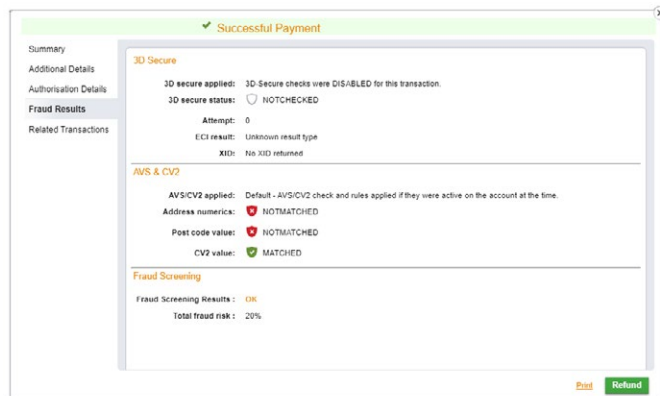 Successful Payment
Summary
Additional Details
Authorisation Details
Fraud Results
Related Transactions
3D Secure
3D secure applied: 3D-Secure checks were DISABLED for this transaction.
3D secure status: NOTCHECKED
Attempt: 0
ECI result: Unknown result type
XID: No XID returned
AVS & CV2
AVS/CV2 applied: Default - AVS/CV2 check and rules applied if they were active on the account at the time.
Address numerics: NOTMATCHED
Post code value: NOTMATCHED
CV2 value: MATCHED
Fraud Screening
Fraud Screening Results : OK
Total fraud risk : 20%
Print
Refund